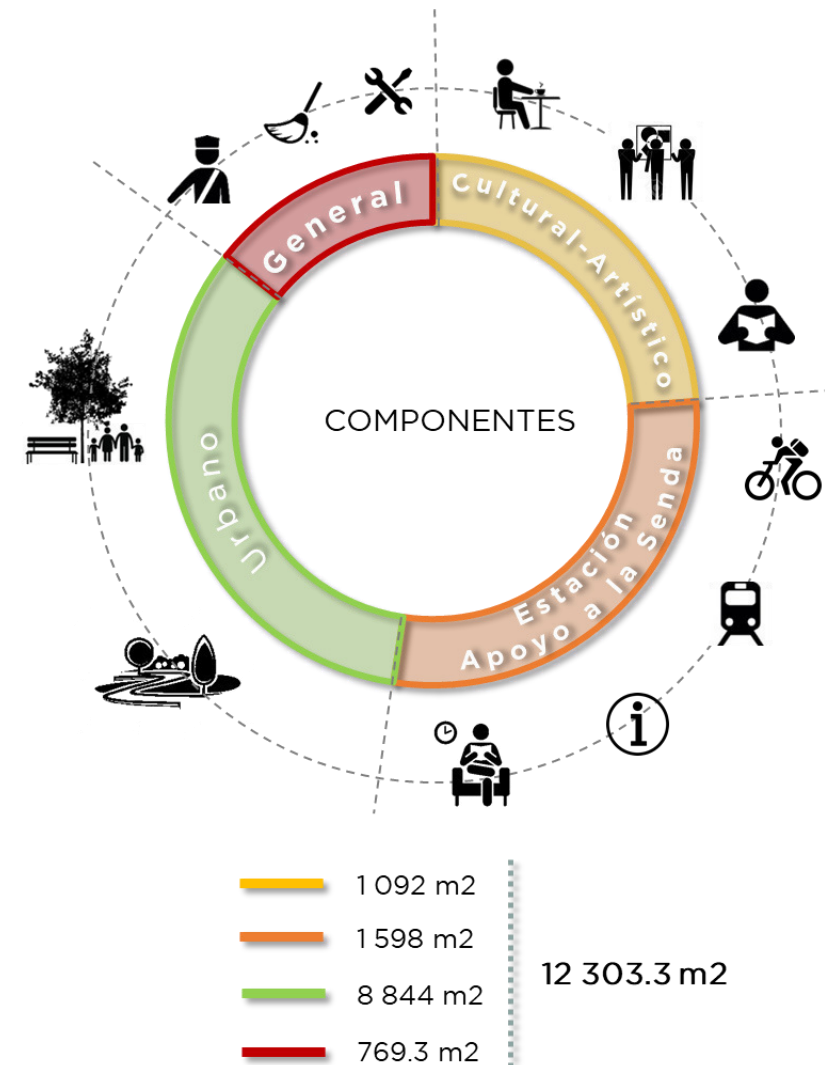 General
Cultural-Artístico
COMPONENTES
Urbano
Estación
Apoyo a la Senda
i
1 092 m2
1 598 m2
8 844 m2
769.3 m2
12 303.3 m2